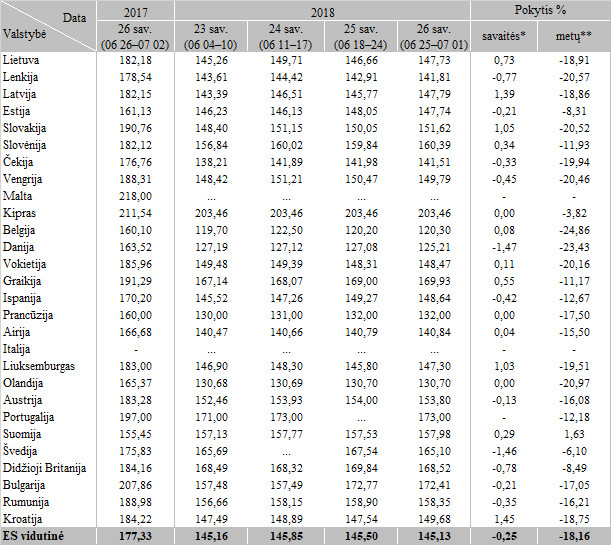 Data 2017 2018 Pokytis %
Valstybė 26 sav. (06 26–07 02) 23 sav. (06 04–10) 24 sav. (06 11–17) 25 sav. (06 18–24) 26 sav. (06 25–07 01) savaitės* metų**
Lietuva 182,18 145,26 149,71 146,66 147,73 0,73 -18,91
Lenkija 178,54 143,61 144,42 142,91 141,81 -0,77 -20,57
Latvija 182,15 143,39 146,51 145,77 147,79 1,39 -18,86
Estija 161,13 146,23 146,13 148,05 147,74 -0,21 -8,31
Slovakija 190,76 148,40 151,15 150,05 151,62 1,05 -20,52
Slovėnija 182,12 156,84 160,02 159,84 160,39 0,34 -11,93
Čekija 176,76 138,21 141,89 141,98 141,51 -0,33 -19,94
Vengrija 188,31 148,42 151,21 150,47 149,79 -0,45 -20,46
Malta 218,00 ... ... ... ... - -
Kipras 211,54 203,46 203,46 203,46 203,46 0,00 -3,82
Belgija 160,10 119,70 122,50 120,20 120,30 0,08 -24,86
Danija 163,52 127,19 127,12 127,08 125,21 -1,47 -23,43
Vokietija 185,96 149,48 149,39 148,31 148,47 0,11 -20,16
Graikija 191,29 167,14 168,07 169,00 169,93 0,55 -11,17
Ispanija 170,20 145,52 147,26 149,27 148,64 -0,42 -12,67
Prancūzija 160,00 130,00 131,00 132,00 132,00 0,00 -17,50
Airija 166,68 140,47 140,66 140,79 140,84 0,04 -15,50
Italija - ... ... ... ... - -
Liuksemburgas 183,00 146,90 148,30 145,80 147,30 1,03 -19,51
Olandija 165,37 130,68 130,69 130,70 130,70 0,00 -20,97
Austrija 183,28 152,46 153,93 154,00 153,80 -0,13 -16,08
Portugalija 197,00 171,00 173,00 ... 173,00 - -12,18
Suomija 155,45 157,13 157,77 157,53 157,98 0,29 1,63
Švedija 175,83 165,69 ... 167,54 165,10 -1,46 -6,10
Didžioji Britanija 184,16 168,49 168,32 169,84 168,52 -0,78 -8,49
Bulgarija 207,86 157,48 157,49 172,77 172,41 -0,21 -17,05
Rumunija 188,98 156,66 158,15 158,90 158,35 -0,35 -16,21
Kroatija 184,22 147,49 148,89 147,54 149,68 1,45 -18,75
ES vidutinė 177,33 145,16 145,85 145,50 145,13 -0,25 -18,16